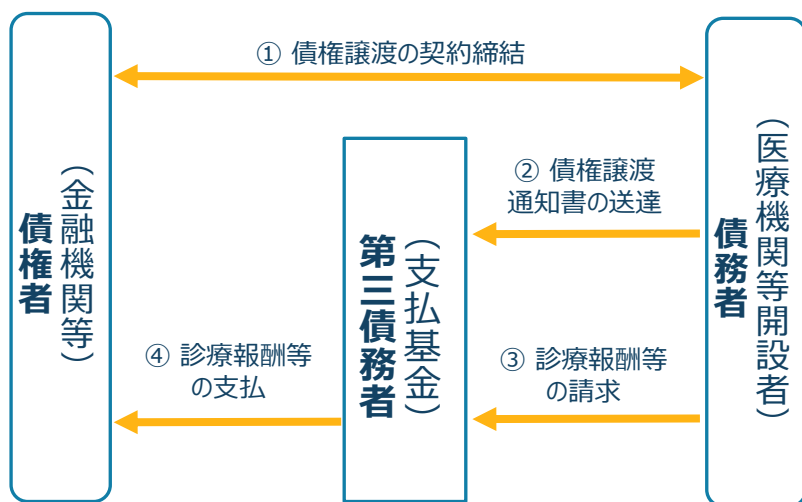 ① 債権譲渡の契約締結
債権者
（金融機関等）
第三債務者
（支払基金）
債務者
（医療機関等開設者）
② 債権譲渡
通知書の送達
③ 診療報酬等
の請求
④ 診療報酬等
の支払